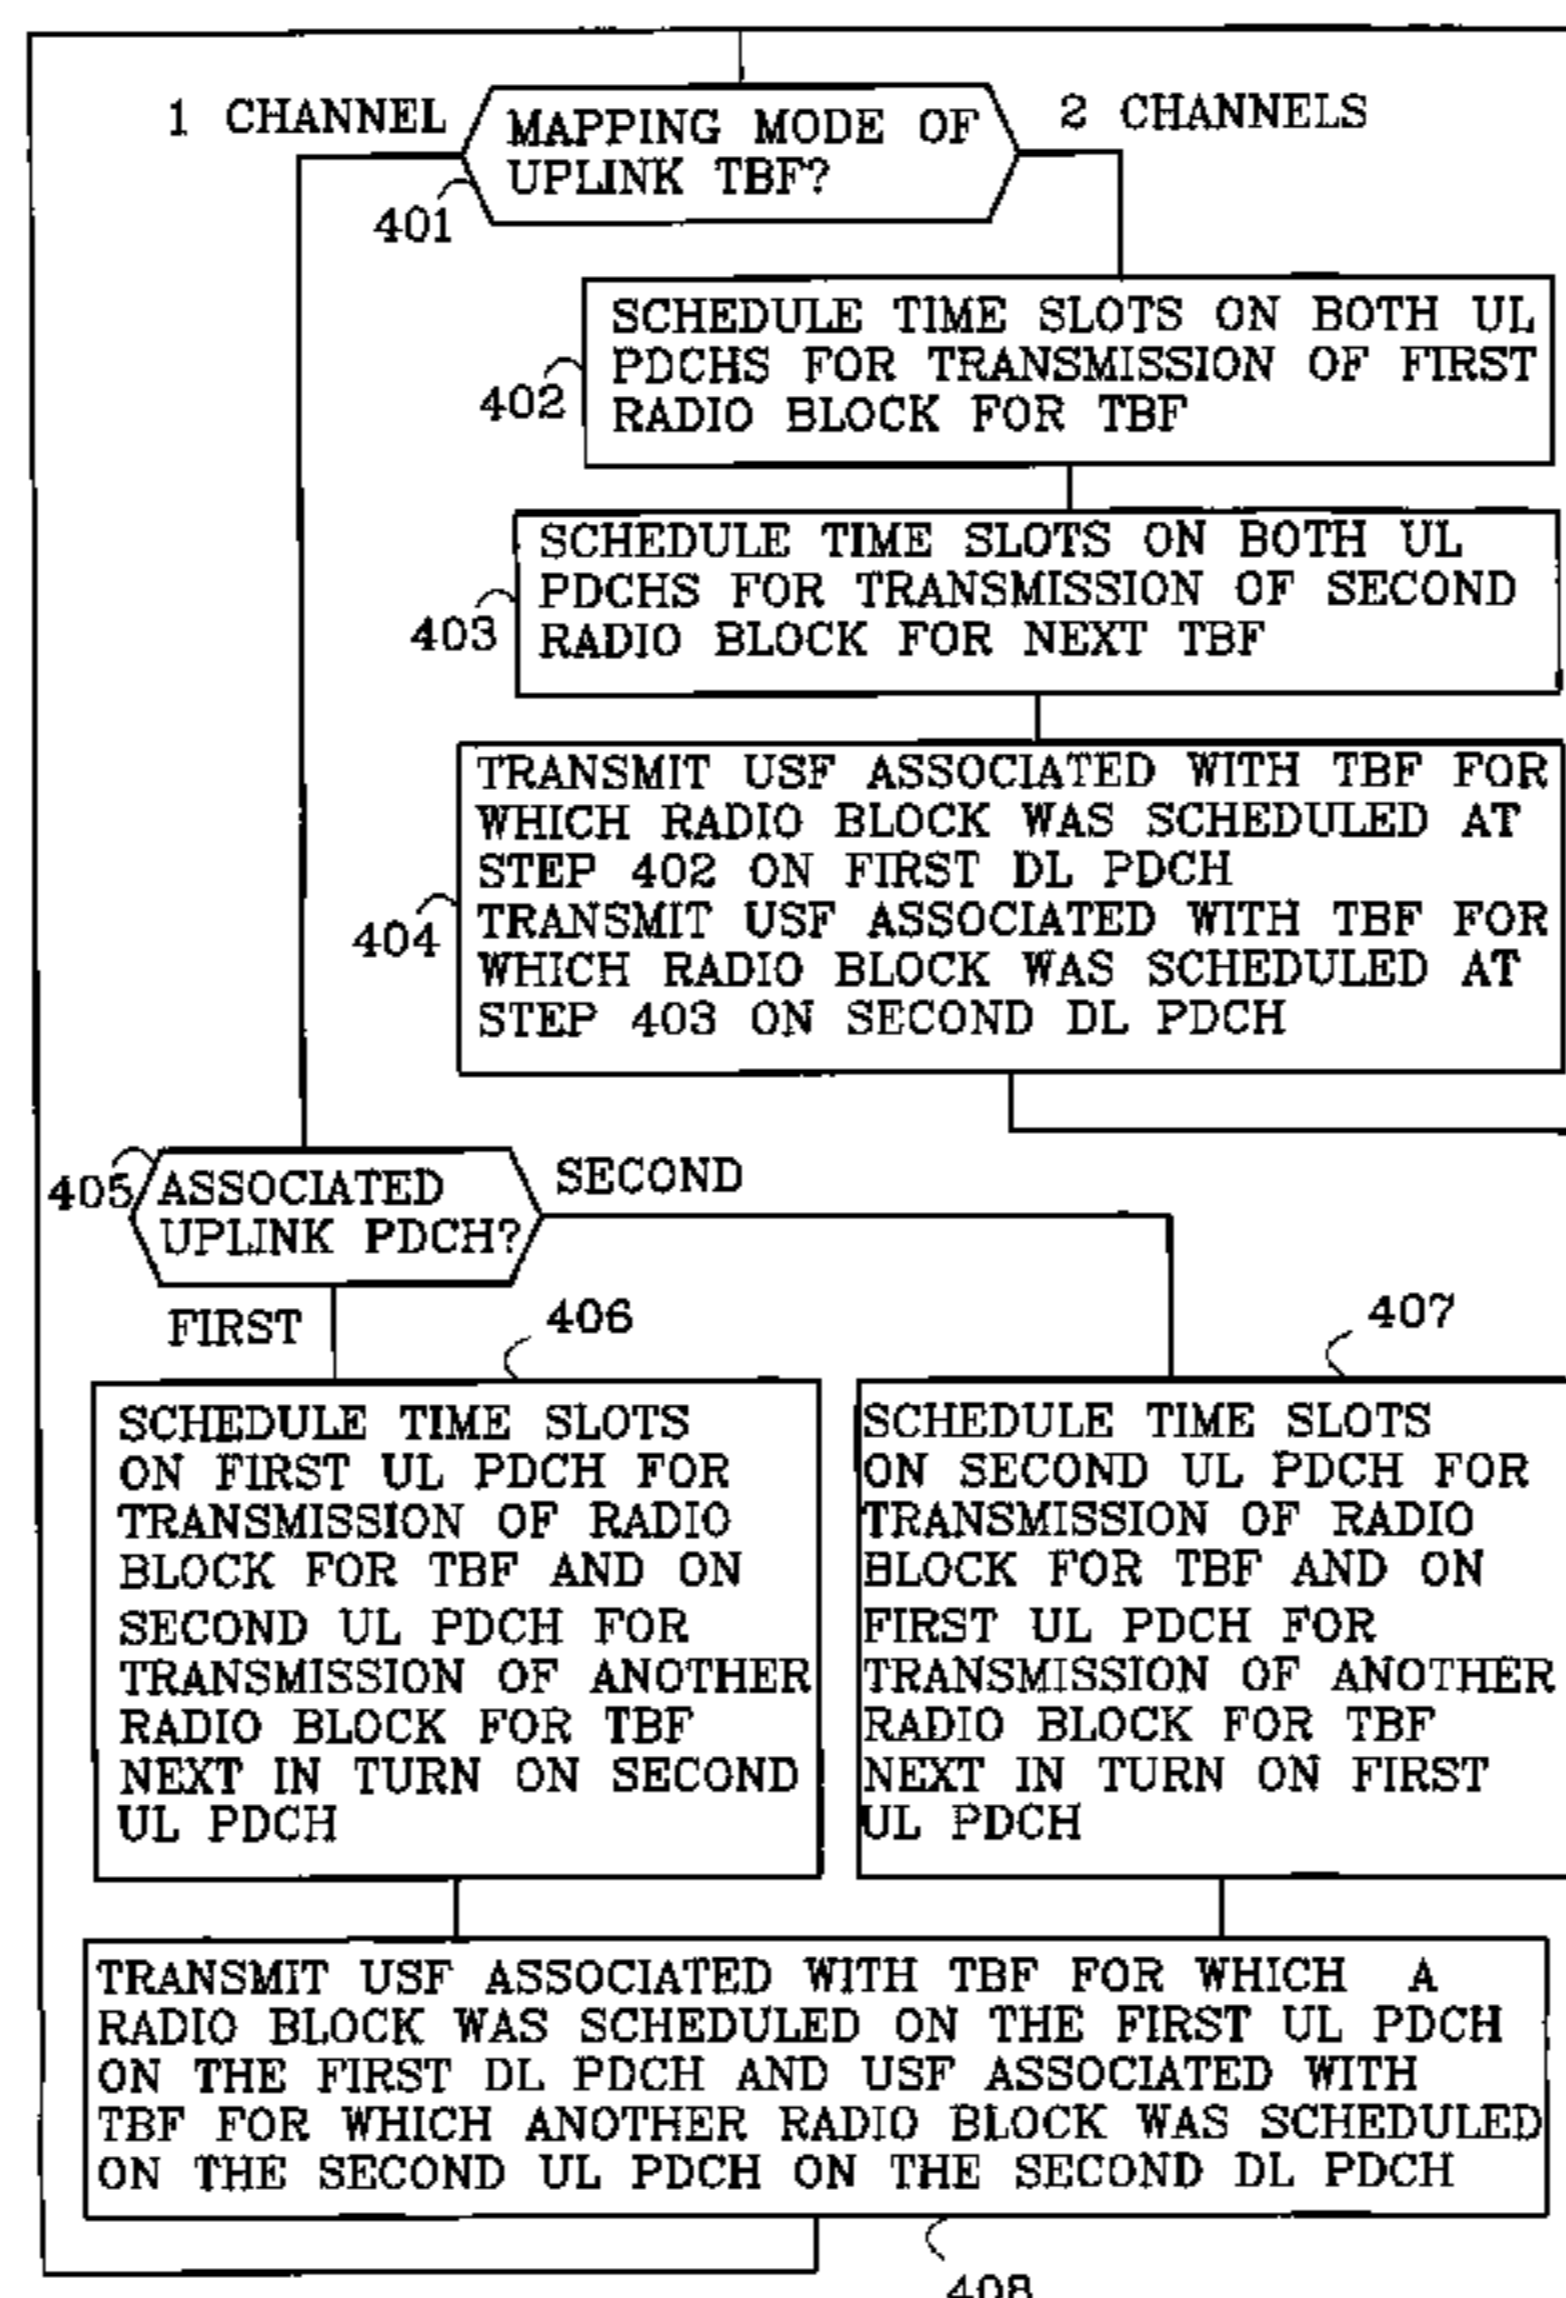 1 CHANNEL
MAPPING MODE OF
UPLINK TBF?
2 CHANNELS
401
SCHEDULE TIME SLOTS ON BOTH UL
PDCHS FOR TRANSMISSION OF FIRST
RADIO BLOCK FOR TBF
402
SCHEDULE TIME SLOTS ON BOTH UL
PDCHS FOR TRANSMISSION OF SECOND
RADIO BLOCK FOR NEXT TBF
403
TRANSMIT USF ASSOCIATED WITH TBF FOR
WHICH RADIO BLOCK WAS SCHEDULED AT
STEP 402 ON FIRST DL PDCH
TRANSMIT USF ASSOCIATED WITH TBF FOR
WHICH RADIO BLOCK WAS SCHEDULED AT
STEP 403 ON SECOND DL PDCH
404
405
ASSOCIATED
UPLINK PDCH?
SECOND
FIRST
406
SCHEDULE TIME SLOTS
ON FIRST UL PDCH FOR
TRANSMISSION OF RADIO
BLOCK FOR TBF AND ON
SECOND UL PDCH FOR
TRANSMISSION OF ANOTHER
RADIO BLOCK FOR TBF
NEXT IN TURN ON SECOND
UL PDCH
407
SCHEDULE TIME SLOTS
ON SECOND UL PDCH FOR
TRANSMISSION OF RADIO
BLOCK FOR TBF AND ON
FIRST UL PDCH FOR
TRANSMISSION OF ANOTHER
RADIO BLOCK FOR TBF
NEXT IN TURN ON FIRST
UL PDCH
TRANSMIT USF ASSOCIATED WITH TBF FOR WHICH A
RADIO BLOCK WAS SCHEDULED ON THE FIRST UL PDCH
ON THE FIRST DL PDCH AND USF ASSOCIATED WITH
TBF FOR WHICH ANOTHER RADIO BLOCK WAS SCHEDULED
ON THE SECOND UL PDCH ON THE SECOND DL PDCH
408